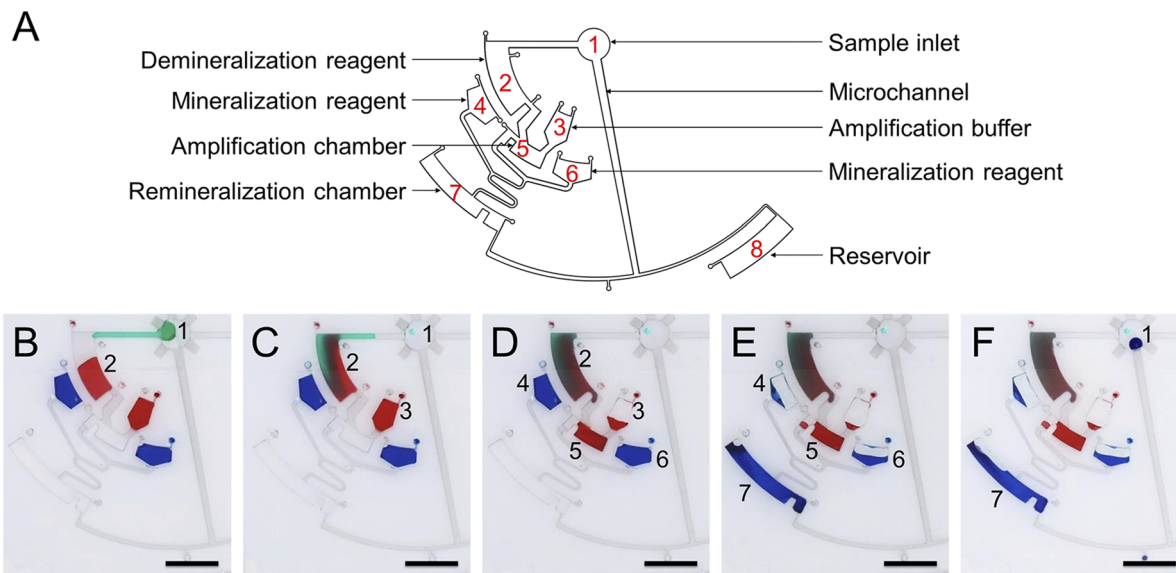 A
Demineralization reagent
Mineralization reagent
Amplification chamber
Remineralization chamber
1
2
3
4
5
6
7
8
Sample inlet
Microchannel
Amplification buffer
Mineralization reagent
Reservoir
B
1
2
C
1
2
3
D
2
4
3
5
6
E
4
5
6
7
F
1
7